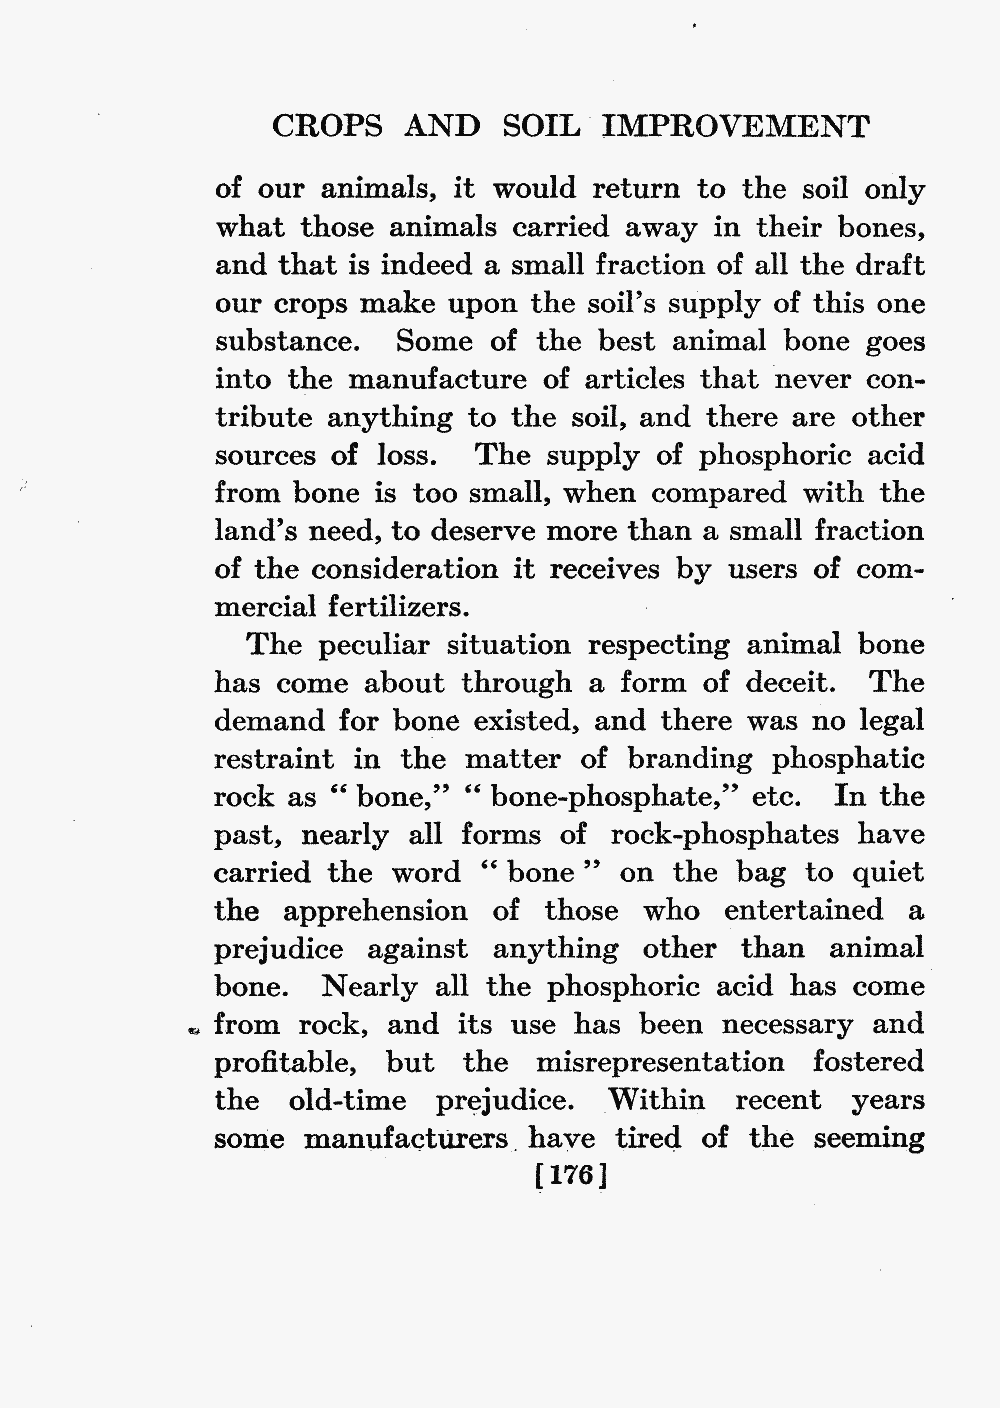 CROPS AND SOIL IMPROVEMENT
of our animals, it would return to the soil only
what those animals carried away in their bones,
and that is indeed a small fraction of all the draft
our crops make upon the soil's supply of this one
substance. Some of the best animal bone goes
into the manufacture of articles that never con-
tribute anything to the soil, and there are other
sources of loss. The supply of phosphoric acid
from bone is too small, when compared with the
land's need, to deserve more than a small fraction
of the consideration it receives by users of com-
mercial fertilizers.
The peculiar situation respecting animal bone
has come about through a form of deceit. The
demand for bone existed, and there was no legal
restraint in the matter of branding phosphatic
rock as “ bone,” “ bone-phosphate,” etc. In the
past, nearly all forms of rock-phosphates have
carried the word “ bone ” on the bag to quiet
the apprehension of those who entertained a
prejudice against anything other than animal
bone. Nearly all the phosphoric acid has come
from rock, and its use has been necessary and
profitable, but the misrepresentation fostered
the old-time prejudice. Within recent years
some manufacturers have tired of the seeming
[176]